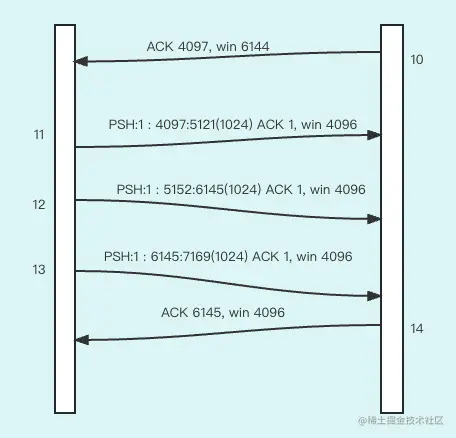 ACK 4097, win 6144
10
PSH:1 : 4097:5121(1024) ACK 1, win 4096
11
PSH:1 : 5152:6145(1024) ACK 1, win 4096
12
PSH:1 : 6145:7169(1024) ACK 1, win 4096
13
ACK 6145, win 4096
14
@稀土掘金技术社区